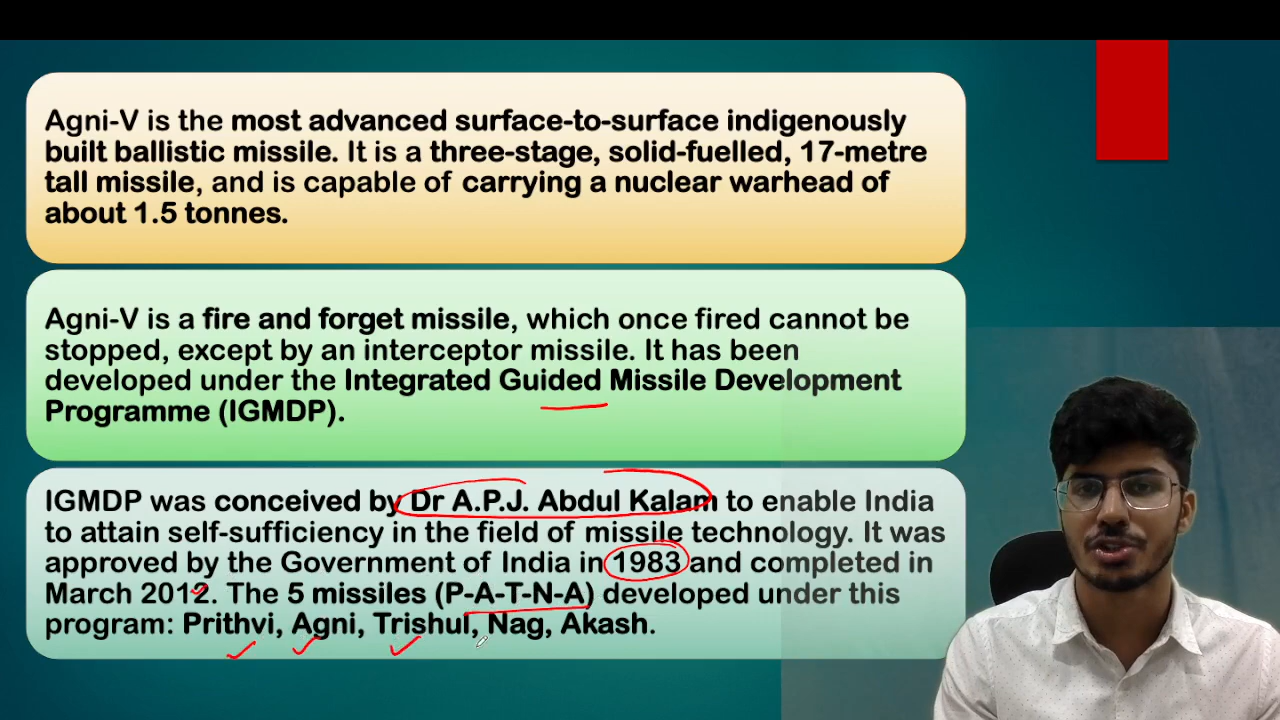 Agni-V is the most advanced surface-to-surface indigenously
built ballistic missile. It is a three-stage, solid-fuelled, 17-metre
tall missile, and is capable of carrying a nuclear warhead of
about 1.5 tonnes.
Agni-V is a fire and forget missile, which once fired cannot be
stopped, except by an interceptor missile. It has been
developed under the Integrated Guided Missile Development
Programme (IGMDP).
IGMDP was conceived by Dr A.P.J. Abdul Kalam to enable India
to attain self-sufficiency in the field of missile technology. It was
approved by the Government of India in 1983 and completed in
March 2012. The 5 missiles (P-A-T-N-A) developed under this
program: Prithvi, Agni, Trishul, Nag, Akash.